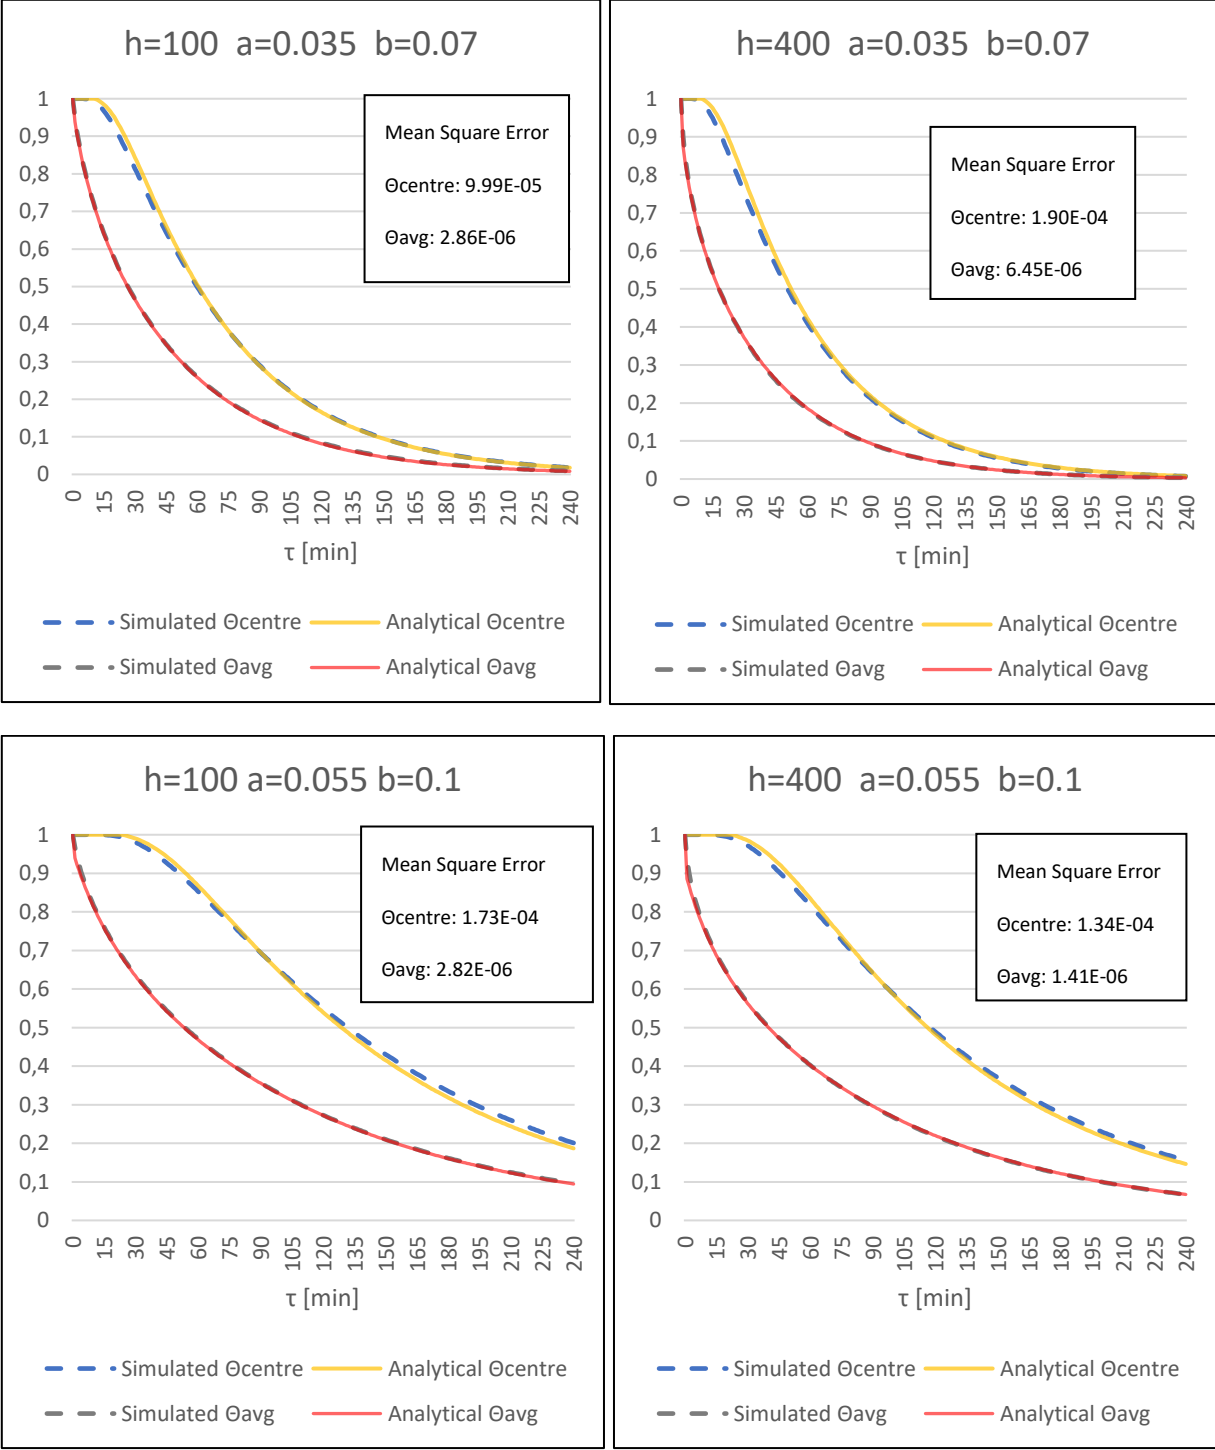 h=100 a=0.035 b=0.07
Mean Square Error
Θcentre: 9.99E-05
Θavg: 2.86E-06
1
0,9
0,8
0,7
0,6
0,5
0,4
0,3
0,2
0,1
0
0 15 30 45 60 75 90 105 120 135 150 165 180 195 210 225 240
τ [min]
Simulated Θcentre Analytical Θcentre
Simulated Θavg Analytical Θavg
h=400 a=0.035 b=0.07
Mean Square Error
Θcentre: 1.90E-04
Θavg: 6.45E-06
1
0,9
0,8
0,7
0,6
0,5
0,4
0,3
0,2
0,1
0
0 15 30 45 60 75 90 105 120 135 150 165 180 195 210 225 240
τ [min]
Simulated Θcentre Analytical Θcentre
Simulated Θavg Analytical Θavg
h=100 a=0.055 b=0.1
Mean Square Error
Θcentre: 1.73E-04
Θavg: 2.82E-06
1
0,9
0,8
0,7
0,6
0,5
0,4
0,3
0,2
0,1
0
0 15 30 45 60 75 90 105 120 135 150 165 180 195 210 225 240
τ [min]
Simulated Θcentre Analytical Θcentre
Simulated Θavg Analytical Θavg
h=400 a=0.055 b=0.1
Mean Square Error
Θcentre: 1.34E-04
Θavg: 1.41E-06
1
0,9
0,8
0,7
0,6
0,5
0,4
0,3
0,2
0,1
0
0 15 30 45 60 75 90 105 120 135 150 165 180 195 210 225 240
τ [min]
Simulated Θcentre Analytical Θcentre
Simulated Θavg Analytical Θavg